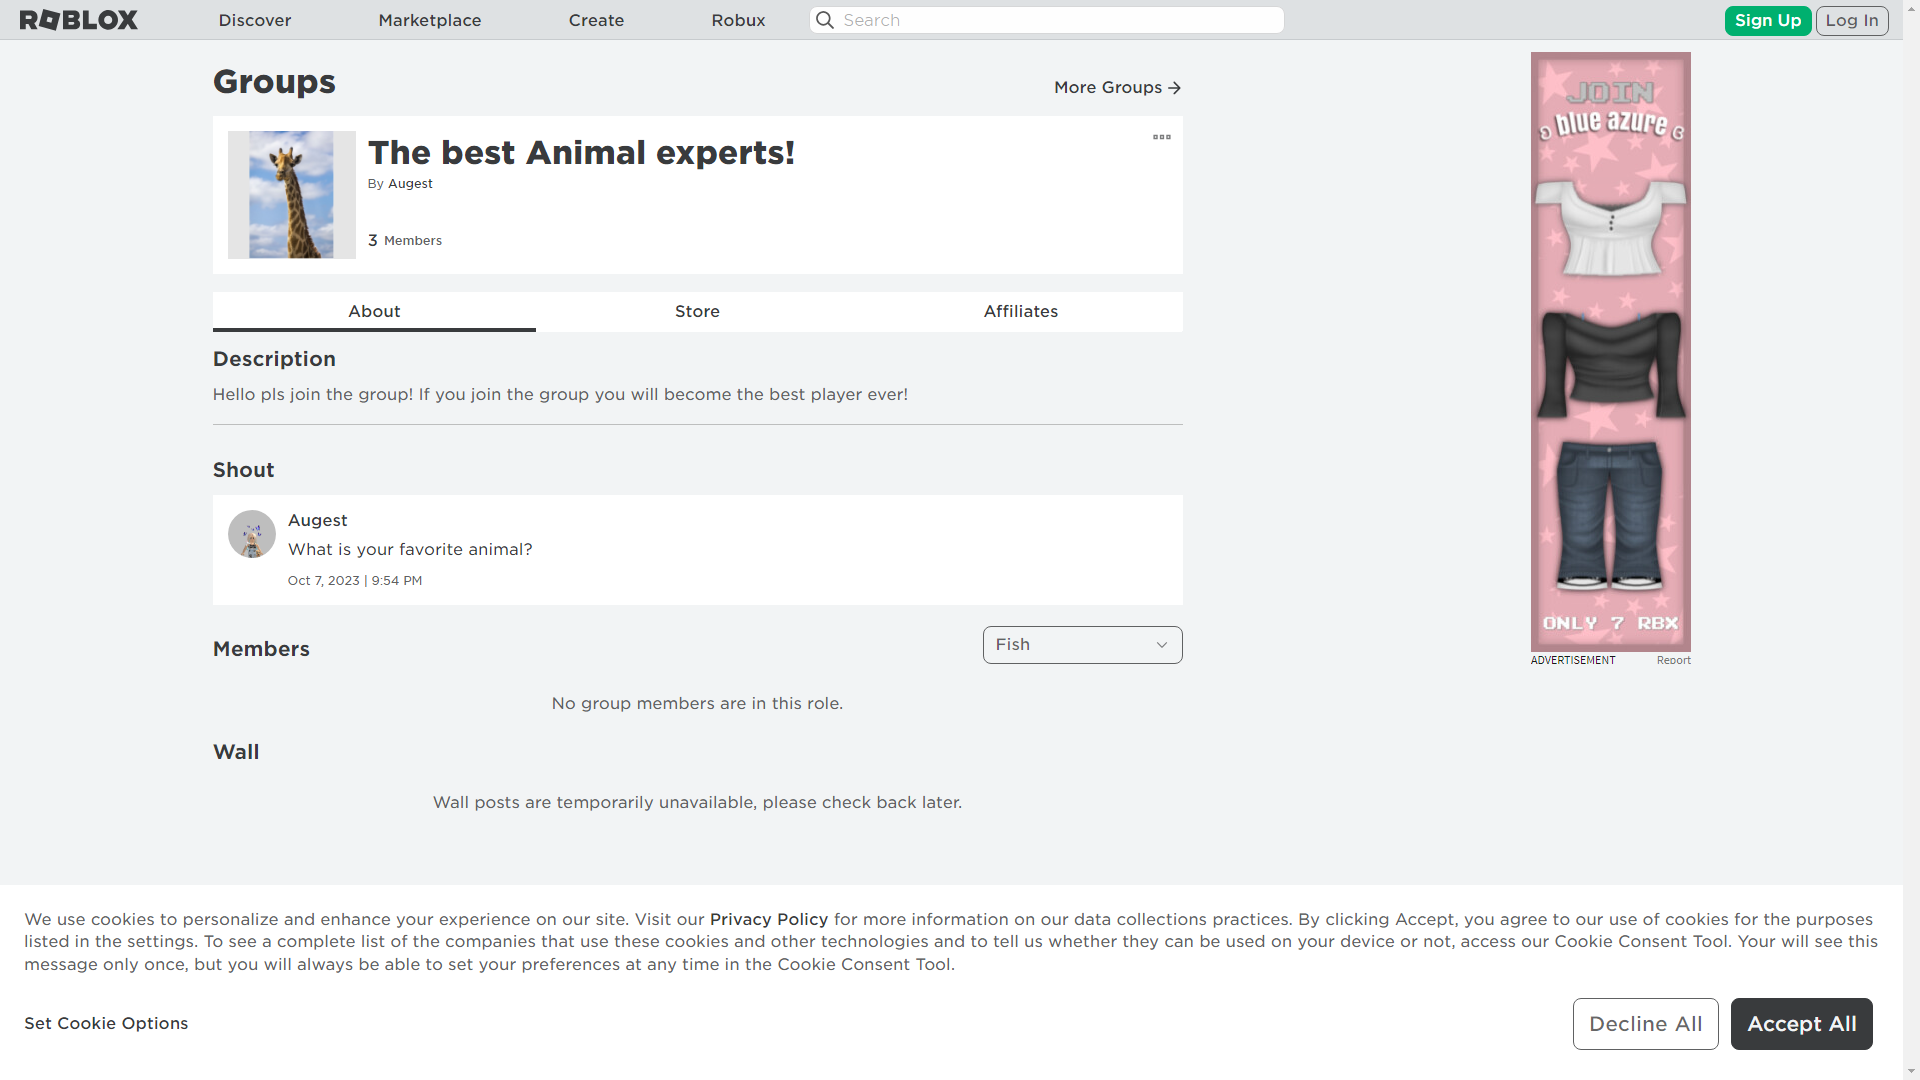 ROBLOX
Discover
Marketplace
Create
Robux
Search
Sign Up
Log In
Groups
More Groups
The best Animal experts!
By Augest
3 Members
About
Store
Affiliates
Description
Hello pls join the group! If you join the group you will become the best player ever!
Shout
Augest
What is your favorite animal?
Oct 7, 2023 | 9:54 PM
Members
Fish
No group members are in this role.
Wall
Wall posts are temporarily unavailable, please check back later.
JOIN
blue azure
ONLY 7 RBX
ADVERTISEMENT
Report
We use cookies to personalize and enhance your experience on our site. Visit our Privacy Policy for more information on our data collections practices. By clicking Accept, you agree to our use of cookies for the purposes
listed in the settings. To see a complete list of the companies that use these cookies and other technologies and to tell us whether they can be used on your device or not, access our Cookie Consent Tool. Your will see this
message only once, but you will always be able to set your preferences at any time in the Cookie Consent Tool.
Set Cookie Options
Decline All
Accept All